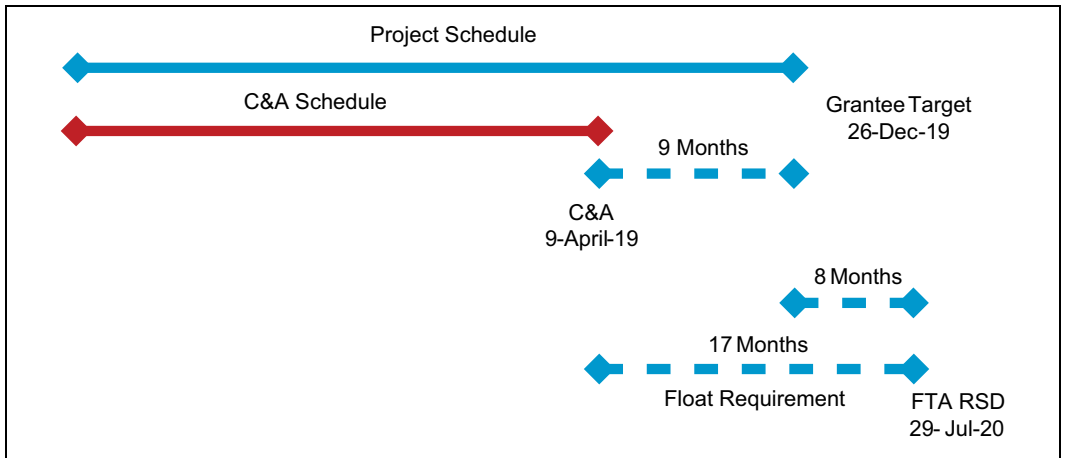 Project Schedule
C&A Schedule
Grantee Target
26-Dec-19
9 Months
C&A
9-April-19
8 Months
17 Months
Float Requirement
FTA RSD
29- Jul-20